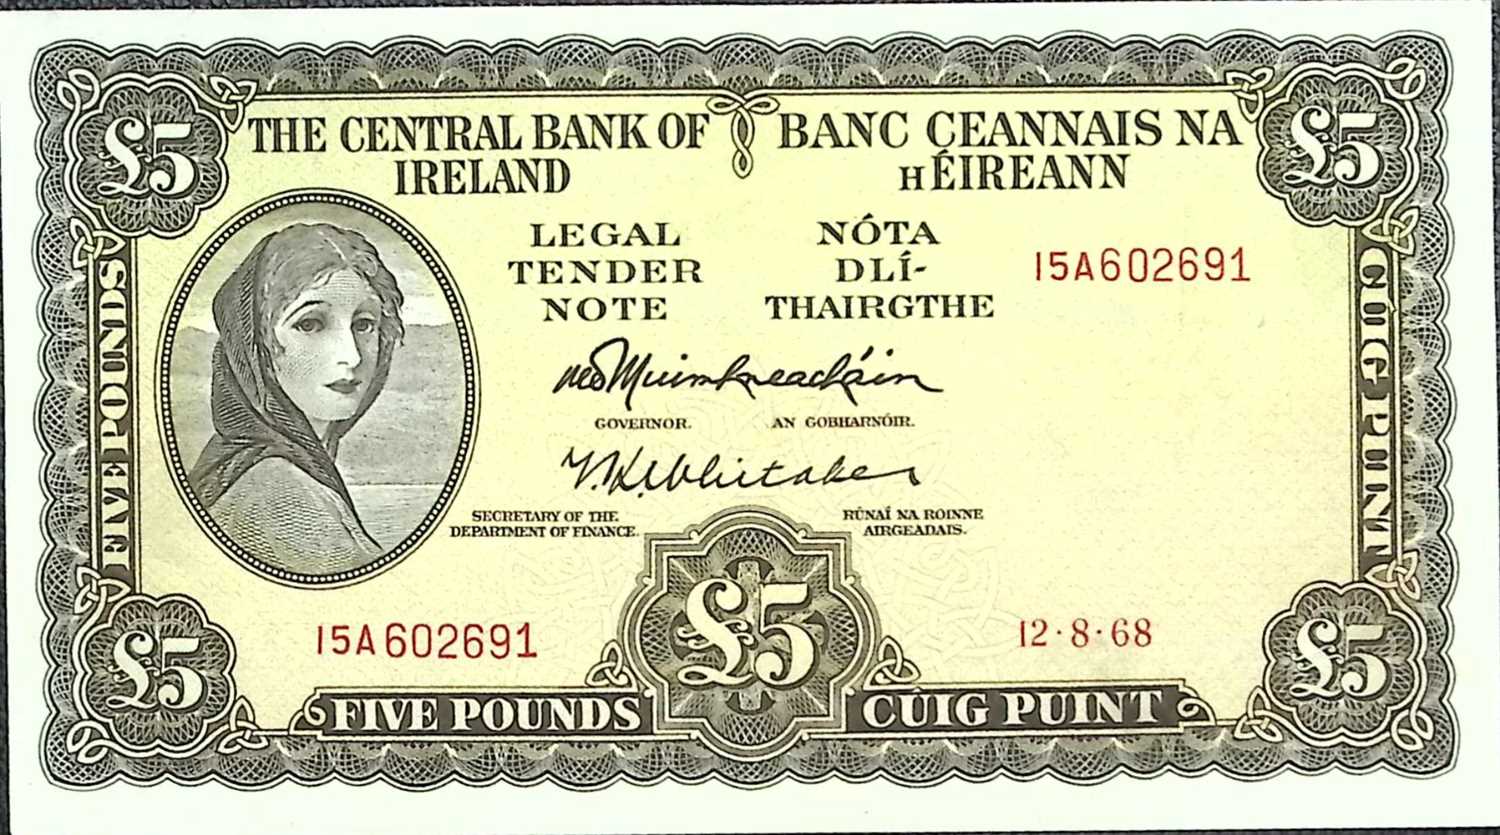 £5
£5
THE CENTRAL BANK OF
IRELAND
BANC CEANNAIS NA
hÉIREANN
LEGAL
TENDER
NOTE
NÓTA
DLÍ-
THAIRGTHE
15A602691
FIVE POUNDS
CÚIG PUINT
GOVERNOR.
AN GOBHARNÓIR.
T. K. Whitaker
SECRETARY OF THE
DEPARTMENT OF FINANCE.
RÚNAÍ NA ROINNE
AIRGEADAIS.
15A602691
£5
12·8·68
£5
£5
FIVE POUNDS
CÚIG PUINT